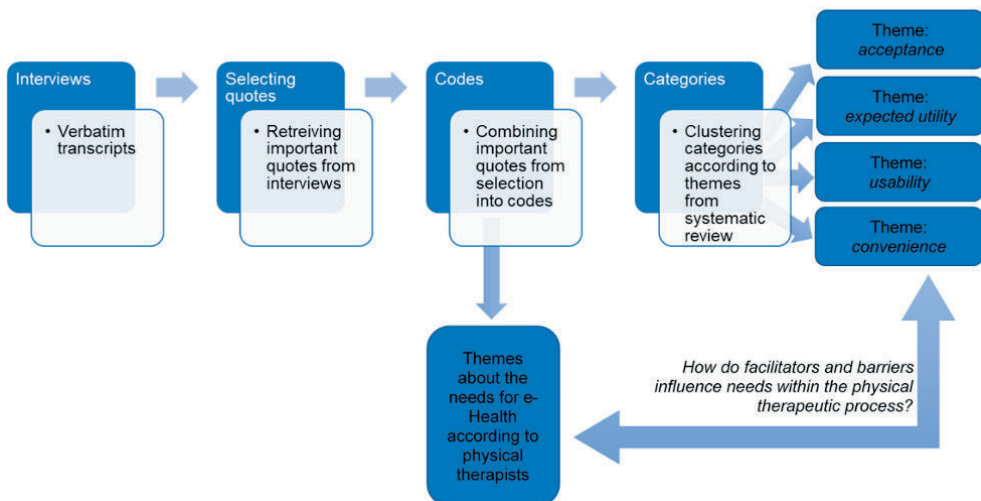 Interviews
• Verbatim
transcripts
Selecting
quotes
• Retreiving
important
quotes from
interviews
Codes
• Combining
important
quotes from
selection
into codes
Categories
• Clustering
categories
according to
themes
from
systematic
review
Theme:
acceptance
Theme:
expected utility
Theme:
usability
Theme:
convenience
Themes
about the
needs for e-
Health
according to
physical
therapists
How do facilitators and barriers
influence needs within the physical
therapeutic process?